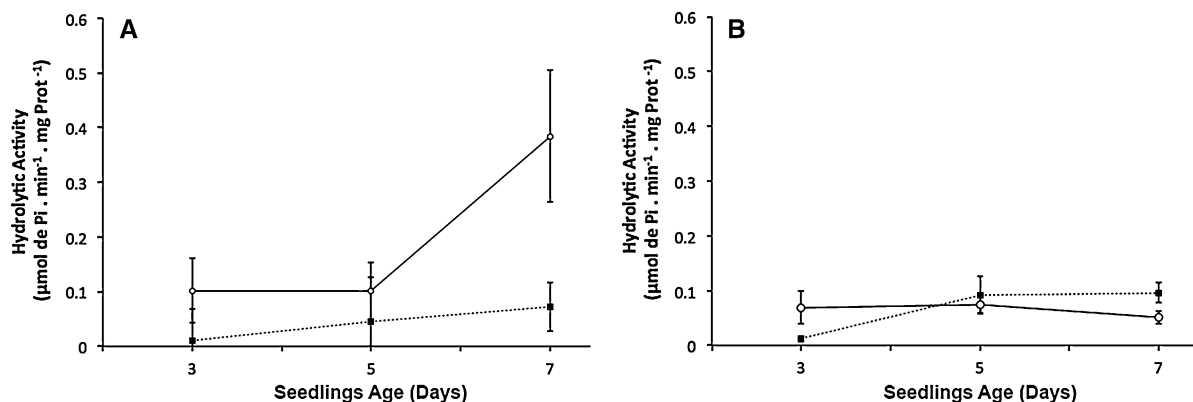 A
Hydrolytic Activity
(µmol de Pi . min-1 . mg Prot -1)
0.6
0.5
0.4
0.3
0.2
0.1
0
3 5 7
Seedlings Age (Days)
B
Hydrolytic Activity
(µmol de Pi . min-1 . mg Prot -1)
0.6
0.5
0.4
0.3
0.2
0.1
0
3 5 7
Seedlings Age (Days)